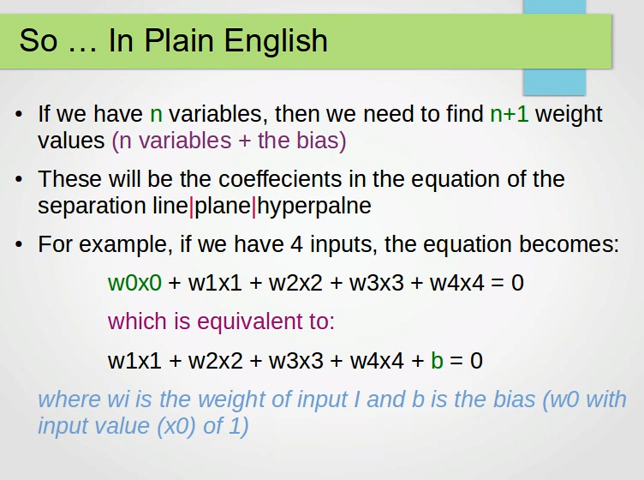 So … In Plain English
• If we have n variables, then we need to find n+1 weight
values (n variables + the bias)
• These will be the coeffecients in the equation of the
separation line|plane|hyperpalne
• For example, if we have 4 inputs, the equation becomes:
w0x0 + w1x1 + w2x2 + w3x3 + w4x4 = 0
which is equivalent to:
w1x1 + w2x2 + w3x3 + w4x4 + b = 0
where wi is the weight of input I and b is the bias (w0 with
input value (x0) of 1)